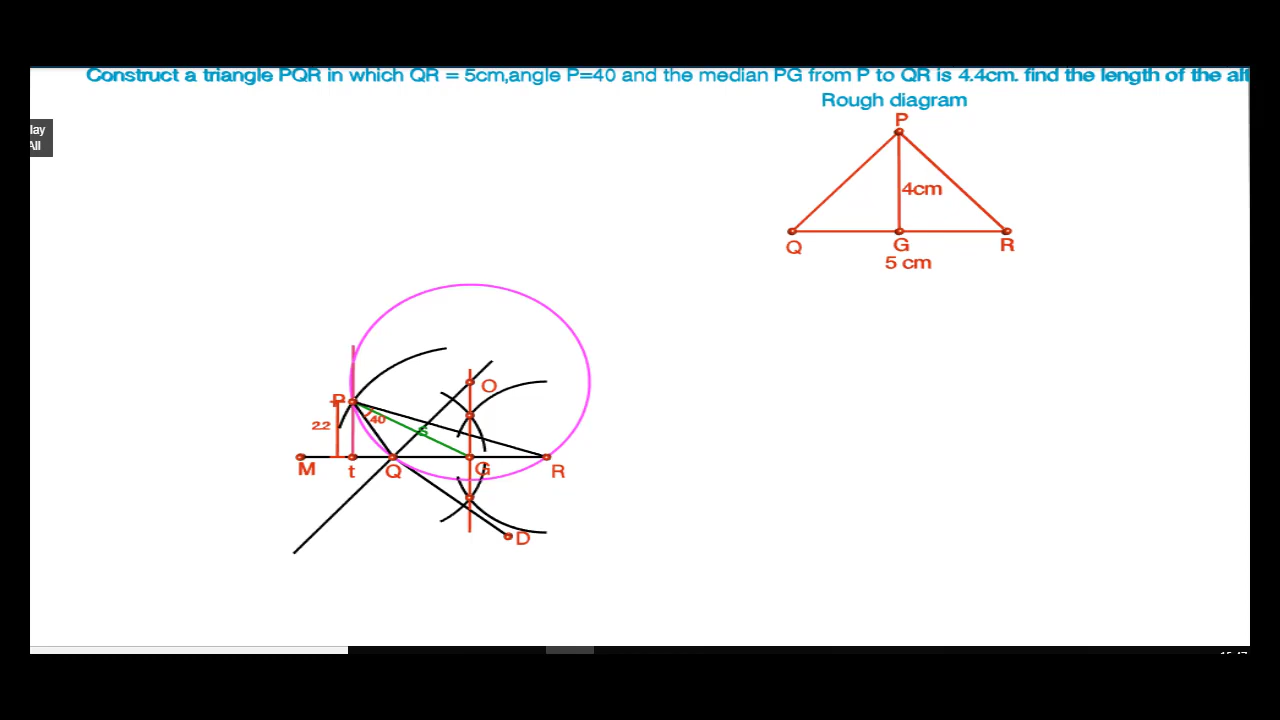 Construct a triangle PQR in which QR = 5cm,angle P=40 and the median PG from P to QR is 4.4cm. find the length of the alt
Rough diagram
P
lay
All
4cm
Q
G
R
5 cm
O
P
40
2.2
s
M
t
Q
G
R
D